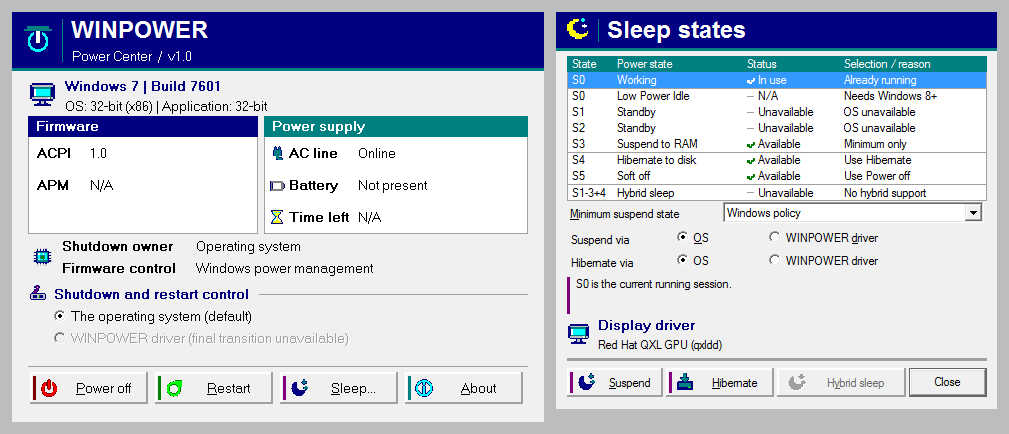 WINPOWER
Power Center / v1.0
Windows 7 | Build 7601
OS: 32-bit (x86) | Application: 32-bit
Firmware
ACPI 1.0
APM N/A
Power supply
AC line Online
Battery Not present
Time left N/A
Shutdown owner Operating system
Firmware control Windows power management
Shutdown and restart control
The operating system (default)
WINPOWER driver (final transition unavailable)
Power off Restart Sleep... About
Sleep states
State Power state Status Selection / reason
S0 Working In use Already running
S0 Low Power Idle N/A Needs Windows 8+
S1 Standby Unavailable OS unavailable
S2 Standby Unavailable OS unavailable
S3 Suspend to RAM Available Minimum only
S4 Hibernate to disk Available Use Hibernate
S5 Soft off Available Use Power off
S1-3+4 Hybrid sleep Unavailable No hybrid support
Minimum suspend state Windows policy
Suspend via OS WINPOWER driver
Hibernate via OS WINPOWER driver
S0 is the current running session.
Display driver
Red Hat QXL GPU (qxldd)
Suspend Hibernate Hybrid sleep Close